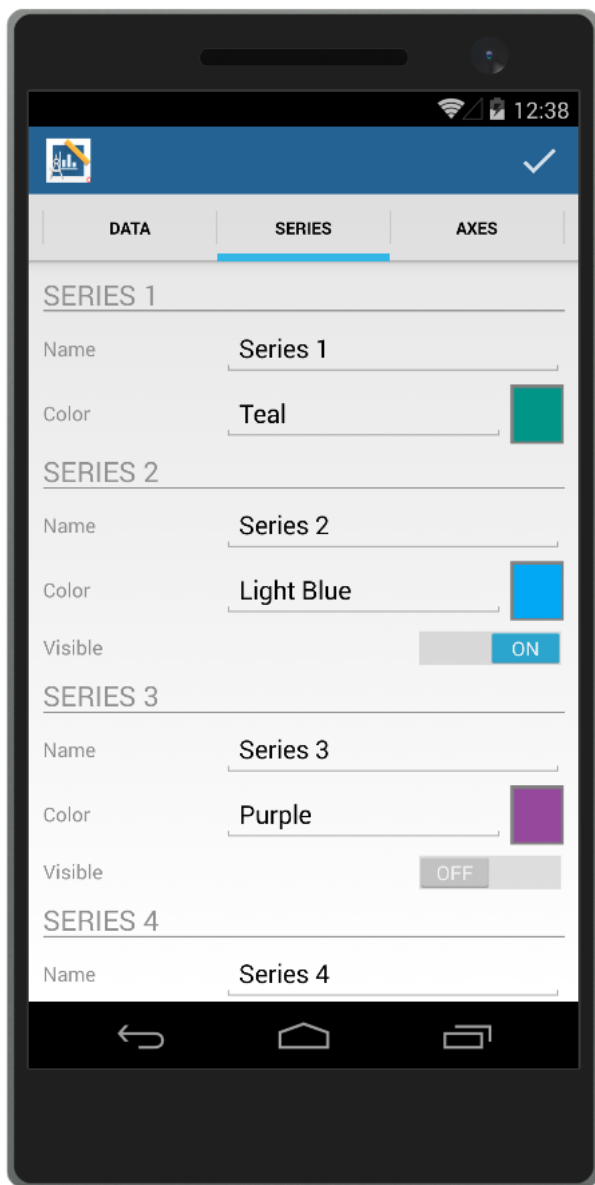 12:38
DATA SERIES AXES
SERIES 1
Name Series 1
Color Teal
SERIES 2
Name Series 2
Color Light Blue
Visible ON
SERIES 3
Name Series 3
Color Purple
Visible OFF
SERIES 4
Name Series 4